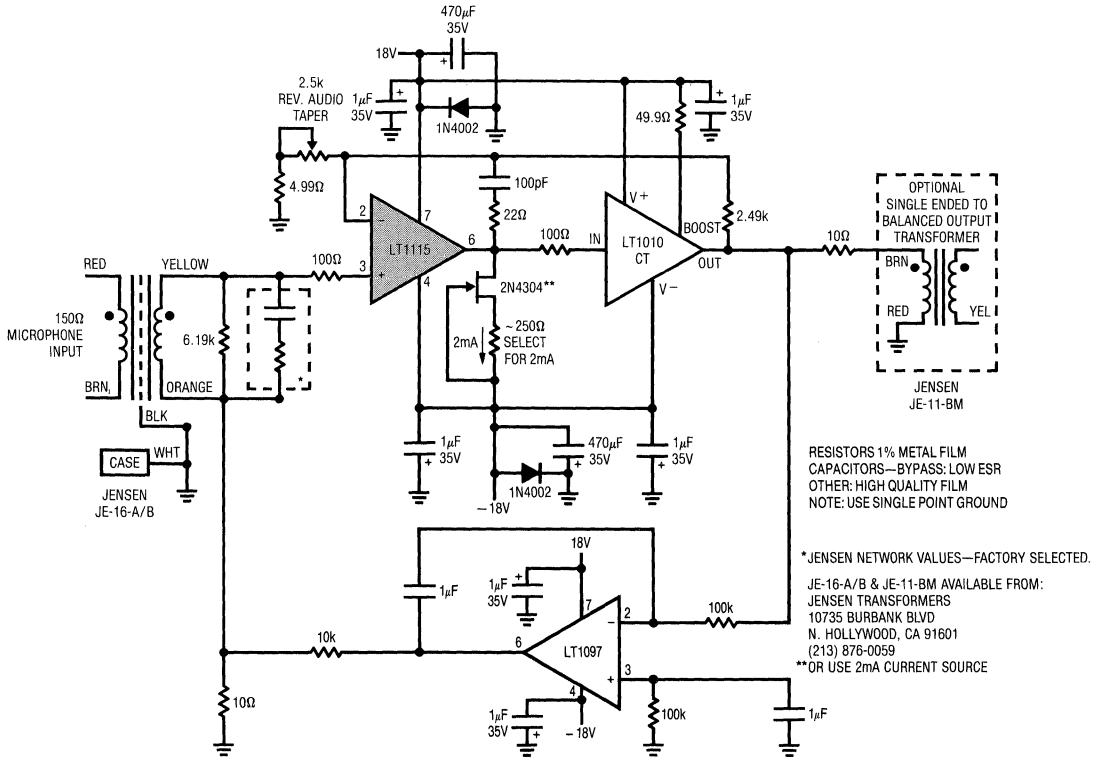 470µF
35V
18V
2.5k
REV. AUDIO
TAPER
+
1µF
35V
+
1N4002
49.9Ω
+
1µF
35V
4.99Ω
100pF
22Ω
2
–
7
LT1115
6
3
+
4
100Ω
100Ω
IN
V+
LT1010
CT
BOOST
OUT
V–
2.49k
10Ω
OPTIONAL
SINGLE ENDED TO
BALANCED OUTPUT
TRANSFORMER
BRN
RED
YEL
JENSEN
JE-11-BM
RED
YELLOW
150Ω
MICROPHONE
INPUT
6.19k
*
BRN
ORANGE
BLK
WHT
CASE
JENSEN
JE-16-A/B
2N4304**
2mA
~250Ω
SELECT
FOR 2mA
1µF
35V
+
1N4002
470µF
35V
+
1µF
35V
+
–18V
RESISTORS 1% METAL FILM
CAPACITORS—BYPASS: LOW ESR
OTHER: HIGH QUALITY FILM
NOTE: USE SINGLE POINT GROUND
*JENSEN NETWORK VALUES—FACTORY SELECTED.
JE-16-A/B & JE-11-BM AVAILABLE FROM:
JENSEN TRANSFORMERS
10735 BURBANK BLVD
N. HOLLYWOOD, CA 91601
(213) 876-0059
**OR USE 2mA CURRENT SOURCE
1µF
18V
+
1µF
35V
7
2
–
100k
6
LT1097
3
+
4
10k
10Ω
1µF
35V
+
–18V
100k
1µF